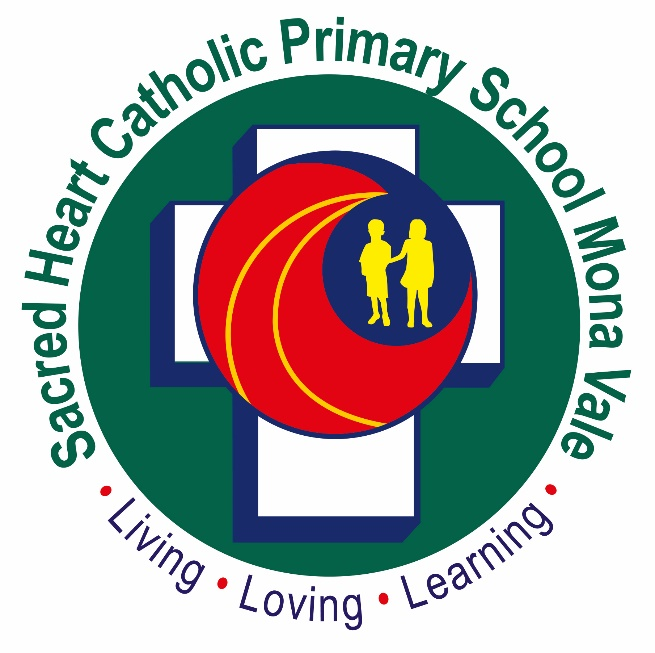 Sacred Heart Catholic Primary School Mona Vale
• Living • Loving • Learning •